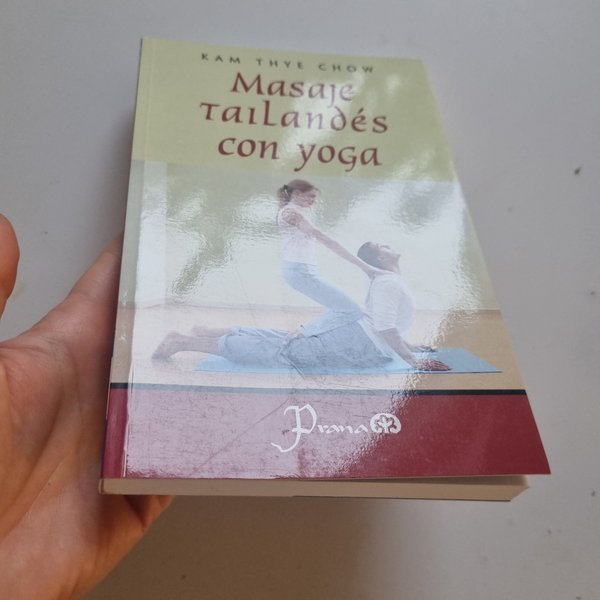 KAM THYE CHOW
Masaje
Tailandés
con yoga
Prana